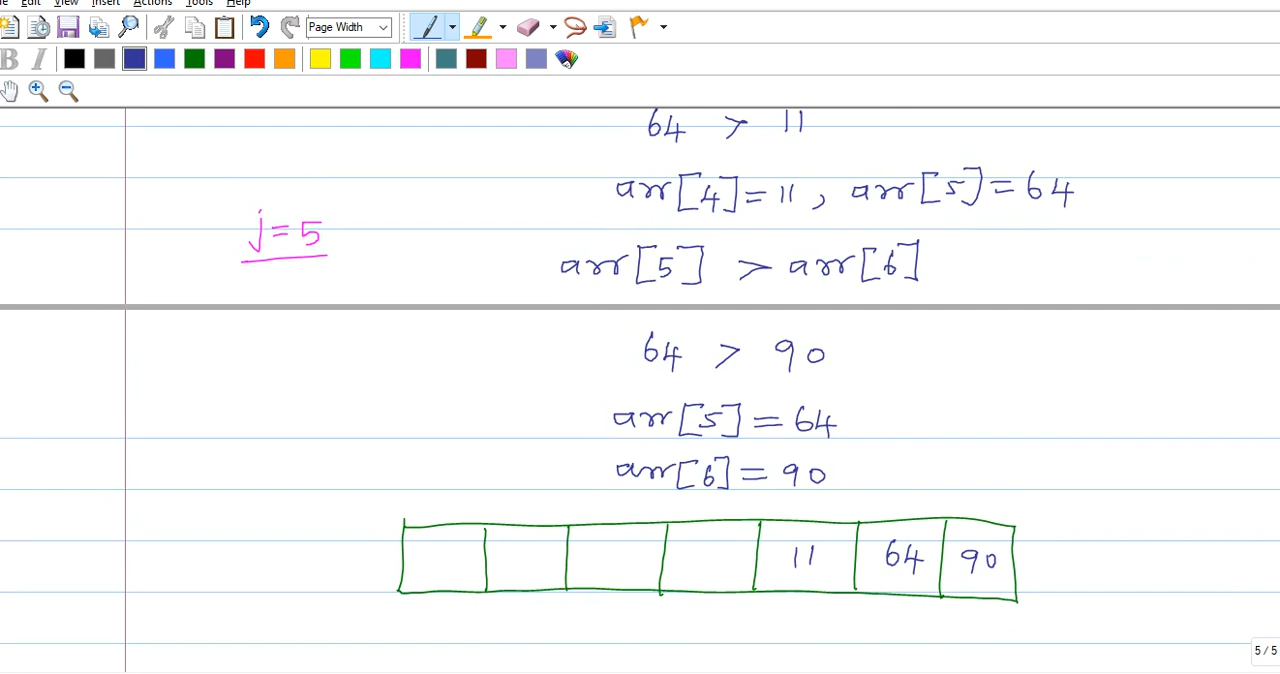 Edit View Insert Actions Tools Help
Page Width
B I
64 > 11
arr[4]=11, arr[5]=64
j=5
arr[5] > arr[6]
64 > 90
arr[5]=64
arr[6]=90
11 64 90
5/5